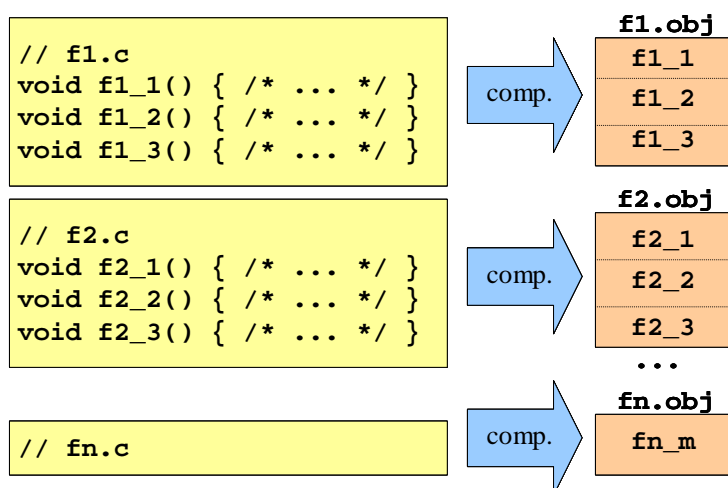 // f1.c
void f1_1() { /* ... */ }
void f1_2() { /* ... */ }
void f1_3() { /* ... */ }
comp.
f1.obj
f1_1
f1_2
f1_3
// f2.c
void f2_1() { /* ... */ }
void f2_2() { /* ... */ }
void f2_3() { /* ... */ }
comp.
f2.obj
f2_1
f2_2
f2_3
...
// fn.c
comp.
fn.obj
fn_m